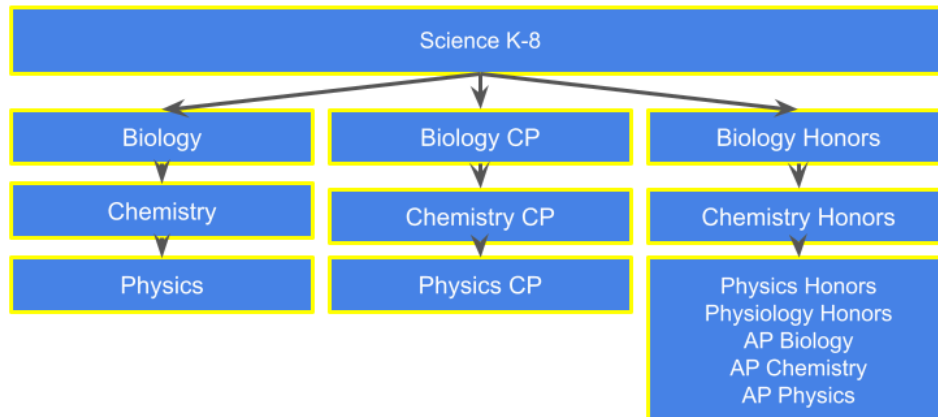 Science K-8
Biology
Biology CP
Biology Honors
Chemistry
Chemistry CP
Chemistry Honors
Physics
Physics CP
Physics Honors
Physiology Honors
AP Biology
AP Chemistry
AP Physics